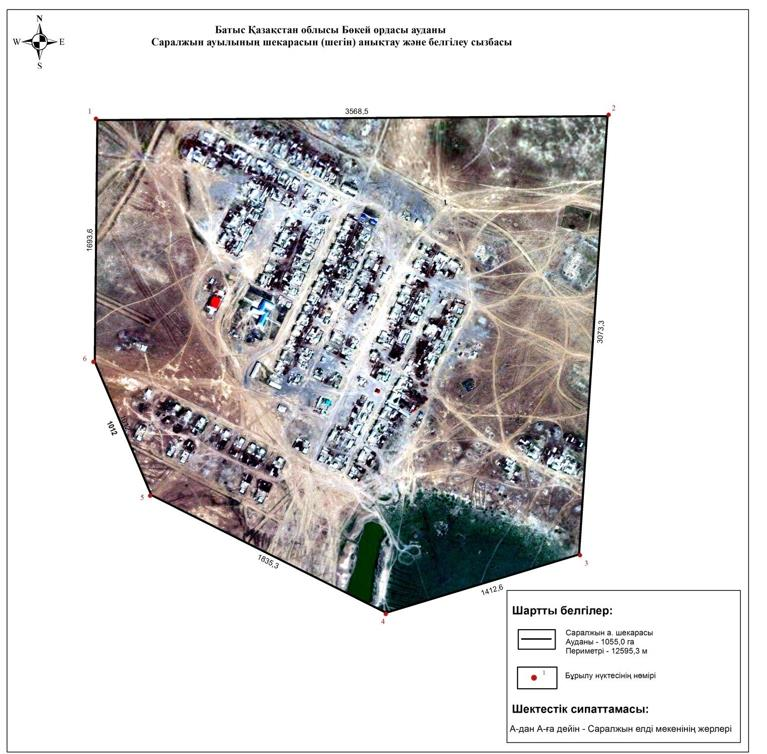 N
W E
S
Батыс Қазақстан облысы Бөкей ордасы ауданы
Саралжын ауылының шекарасын (шегін) анықтау және белгілеу сызбасы
1
3568,5
2
1693,6
3073,3
6
1012
5
1835,3
3
1412,6
4
Шартты белгілер:
Саралжын а. шекарасы
Ауданы - 1055,0 га
Периметрі - 12595,3 м
1
Бұрылу нүктесінің нөмірі
Шектестік сипаттамасы:
А-дан А-ға дейін - Саралжын елді мекенінің жерлері